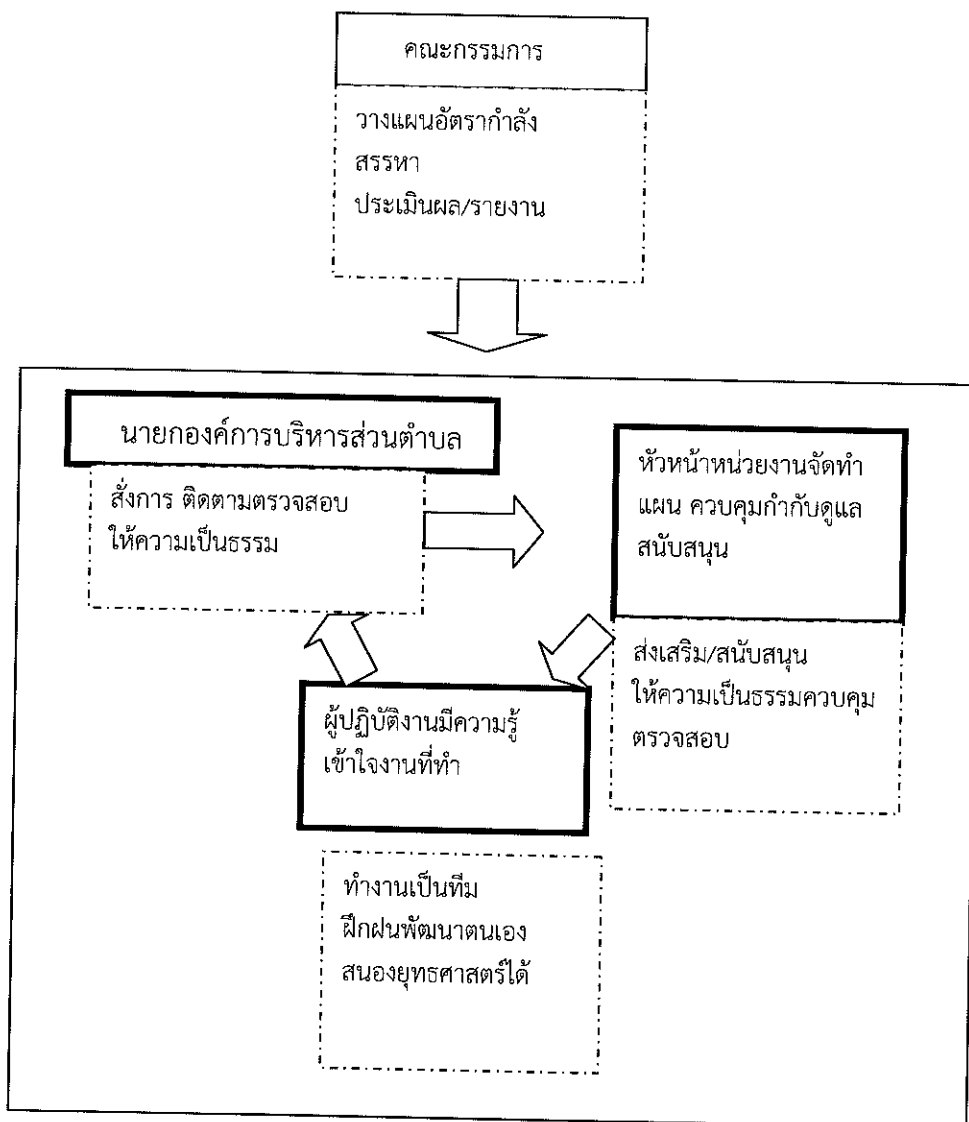 คณะกรรมการ
วางแผนอัตรากำลัง
สรรหา
ประเมินผล/รายงาน
นายกองค์การบริหารส่วนตำบล
สั่งการ ติดตามตรวจสอบ
ให้ความเป็นธรรม
หัวหน้าหน่วยงานจัดทำ
แผน ควบคุมกำกับดูแล
สนับสนุน
ส่งเสริม/สนับสนุน
ให้ความเป็นธรรมควบคุม
ตรวจสอบ
ผู้ปฏิบัติงานมีความรู้
เข้าใจงานที่ทำ
ทำงานเป็นทีม
ฝึกฝนพัฒนาตนเอง
สนองยุทธศาสตร์ได้